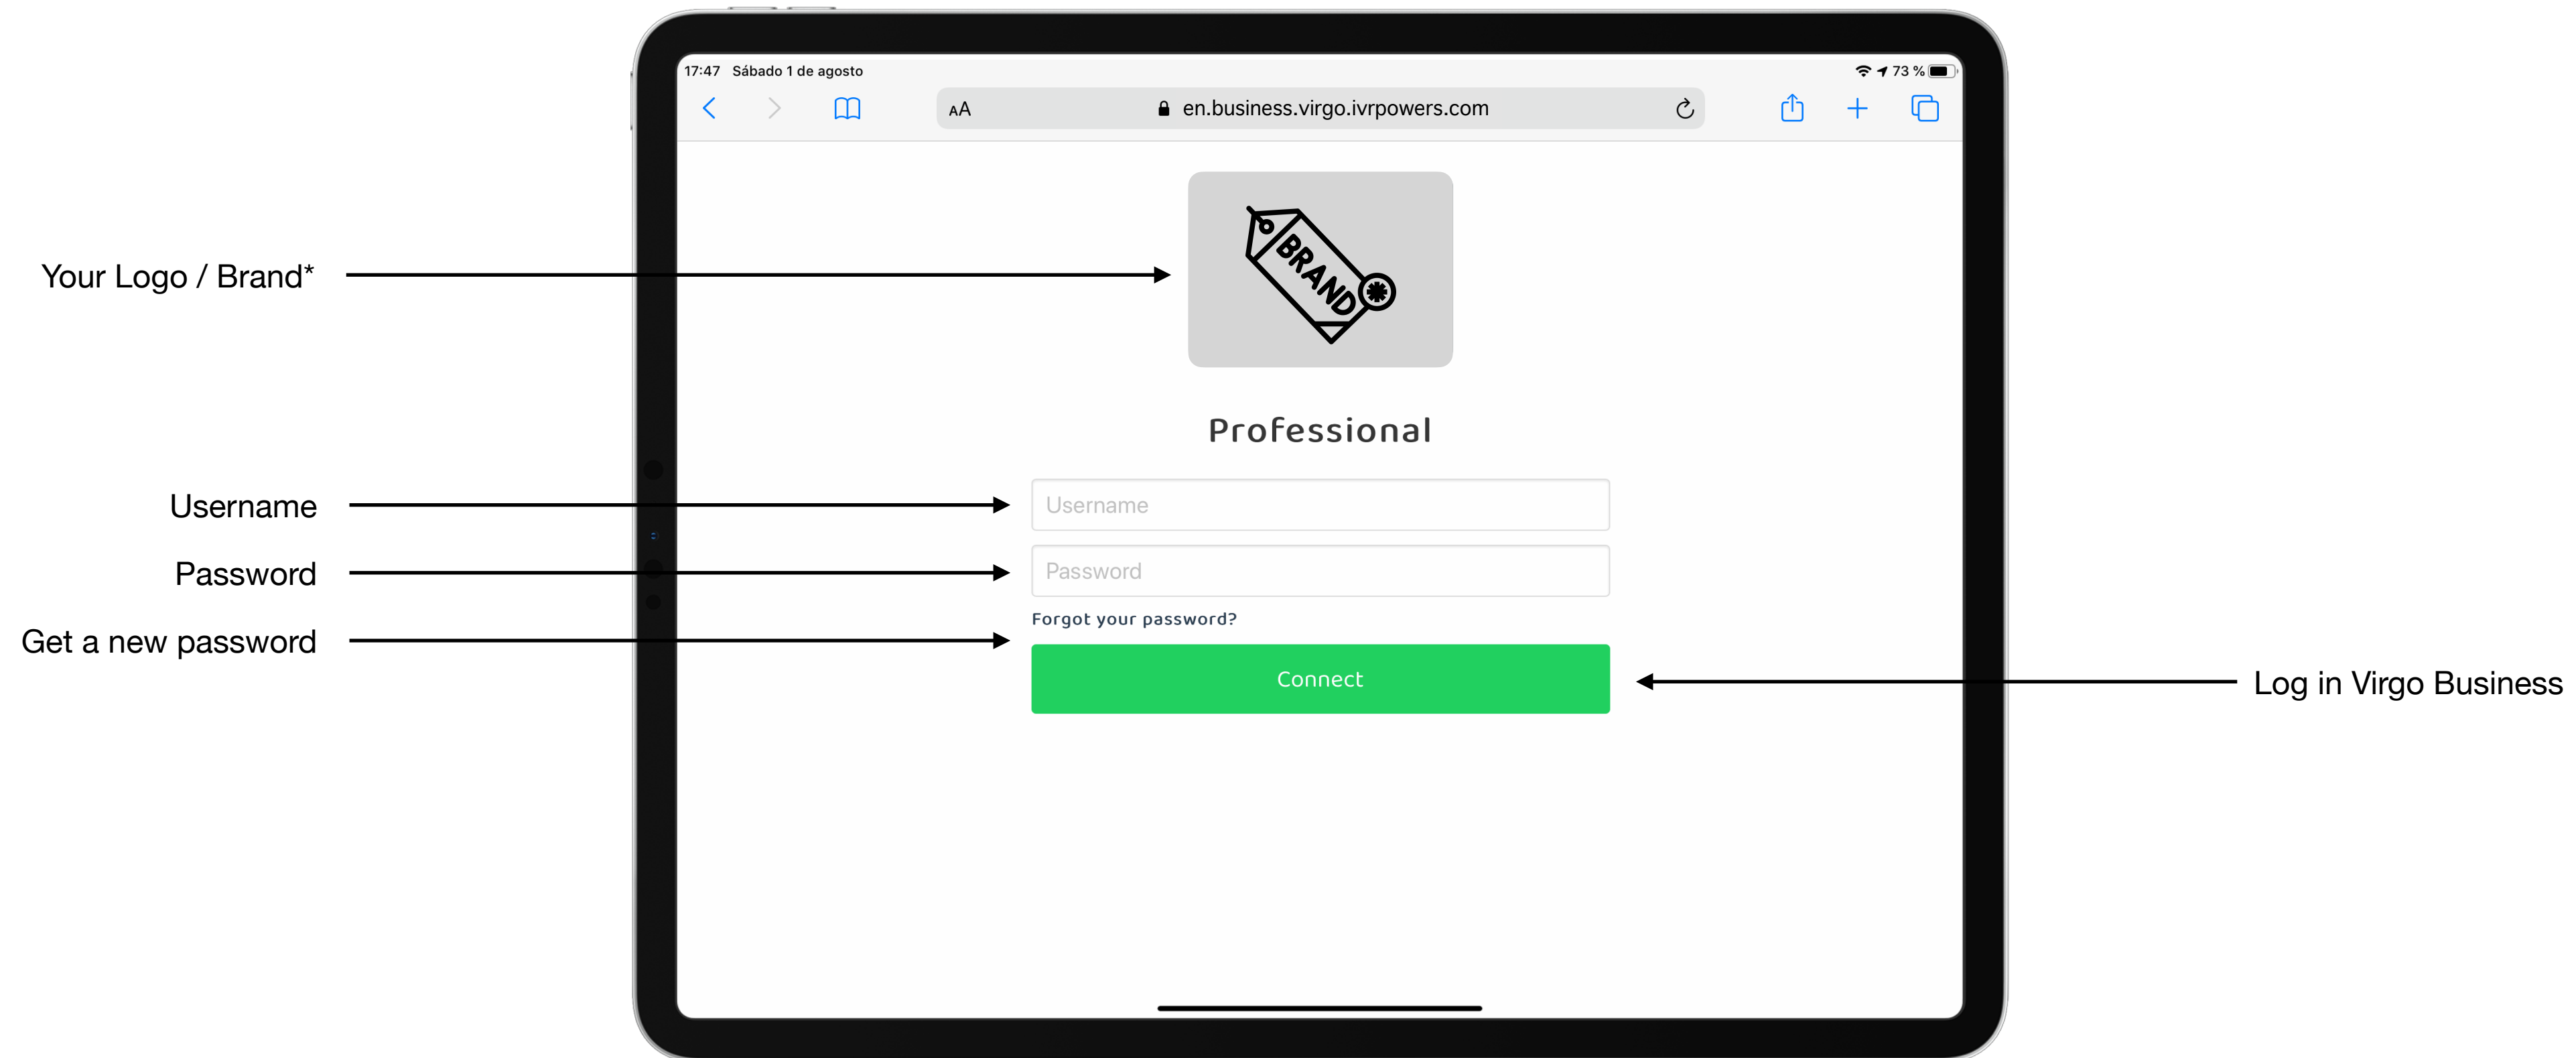 17:47 Sábado 1 de agosto
73 %
AA
en.business.virgo.ivrpowers.com
BRAND
Your Logo / Brand*
Professional
Username
Username
Password
Password
Forgot your password?
Get a new password
Connect
Log in Virgo Business